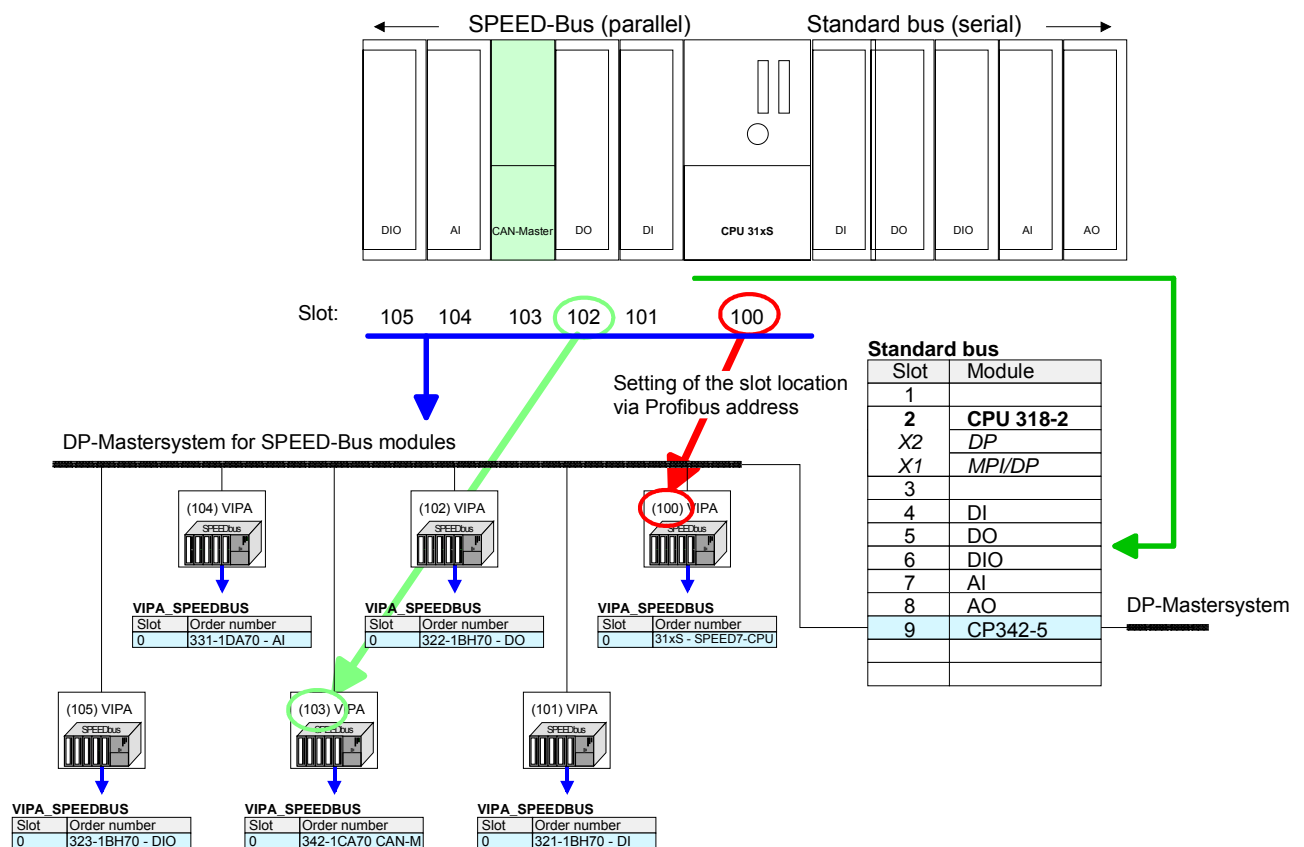 SPEED-Bus (parallel) Standard bus (serial)
DIO AI CAN-Master DO DI CPU 31xS DI DO DIO AI AO
Slot: 105 104 103 102 101 100
Setting of the slot location
via Profibus address
DP-Mastersystem for SPEED-Bus modules
Standard bus
Slot Module
1
2 CPU 318-2
X2 DP
X1 MPI/DP
3
4 DI
5 DO
6 DIO
7 AI
8 AO
9 CP342-5
DP-Mastersystem
(104) VIPA (102) VIPA (100) VIPA
SPEEDbus SPEEDbus SPEEDbus
VIPA_SPEEDBUS VIPA_SPEEDBUS VIPA_SPEEDBUS
Slot Order number Slot Order number Slot Order number
0 331-1DA70 - AI 0 322-1BH70 - DO 0 31xS - SPEED7-CPU
(105) VIPA (103) VIPA (101) VIPA
SPEEDbus SPEEDbus SPEEDbus
VIPA_SPEEDBUS VIPA_SPEEDBUS VIPA_SPEEDBUS
Slot Order number Slot Order number Slot Order number
0 323-1BH70 - DIO 0 342-1CA70 CAN-M 0 321-1BH70 - DI